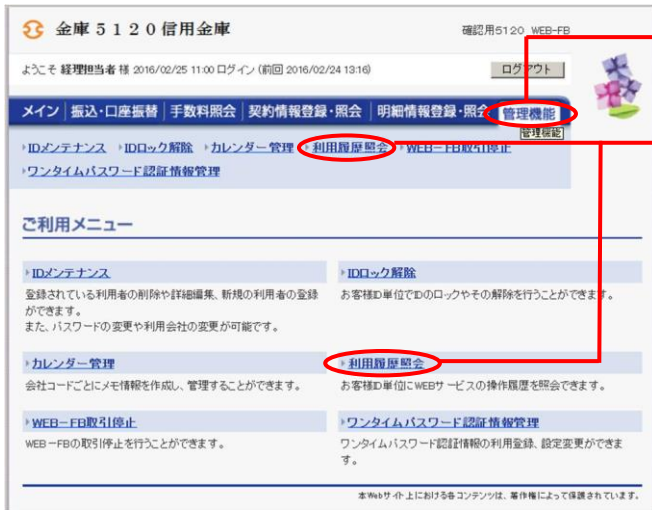 金庫５１２０信用金庫
確認用5120 WEB-FB
ようこそ 経理担当者 様 2016/02/25 11:00 ログイン (前回 2016/02/24 13:16)
ログアウト
メイン 振込・口座振替 手数料照会 契約情報登録・照会 明細情報登録・照会 管理機能
管理機能
IDメンテナンス IDロック解除 カレンダー管理 利用履歴照会 WEB－FB取引停止
ワンタイムパスワード認証情報管理
ご利用メニュー
IDメンテナンス
登録されている利用者の削除や詳細編集、新規の利用者の登録
ができます。
また、パスワードの変更や利用会社の変更が可能です。
IDロック解除
お客様ID単位でIDのロックやその解除を行うことができます。
カレンダー管理
会社コードごとにメモ情報を作成し、管理することができます。
利用履歴照会
お客様ID単位にWEBサービスの操作履歴を照会できます。
WEB－FB取引停止
WEB－FBの取引停止を行うことができます。
ワンタイムパスワード認証情報管理
ワンタイムパスワード認証情報の利用登録、設定変更ができま
す。
本Webサイト上における各コンテンツは、著作権によって保護されています。